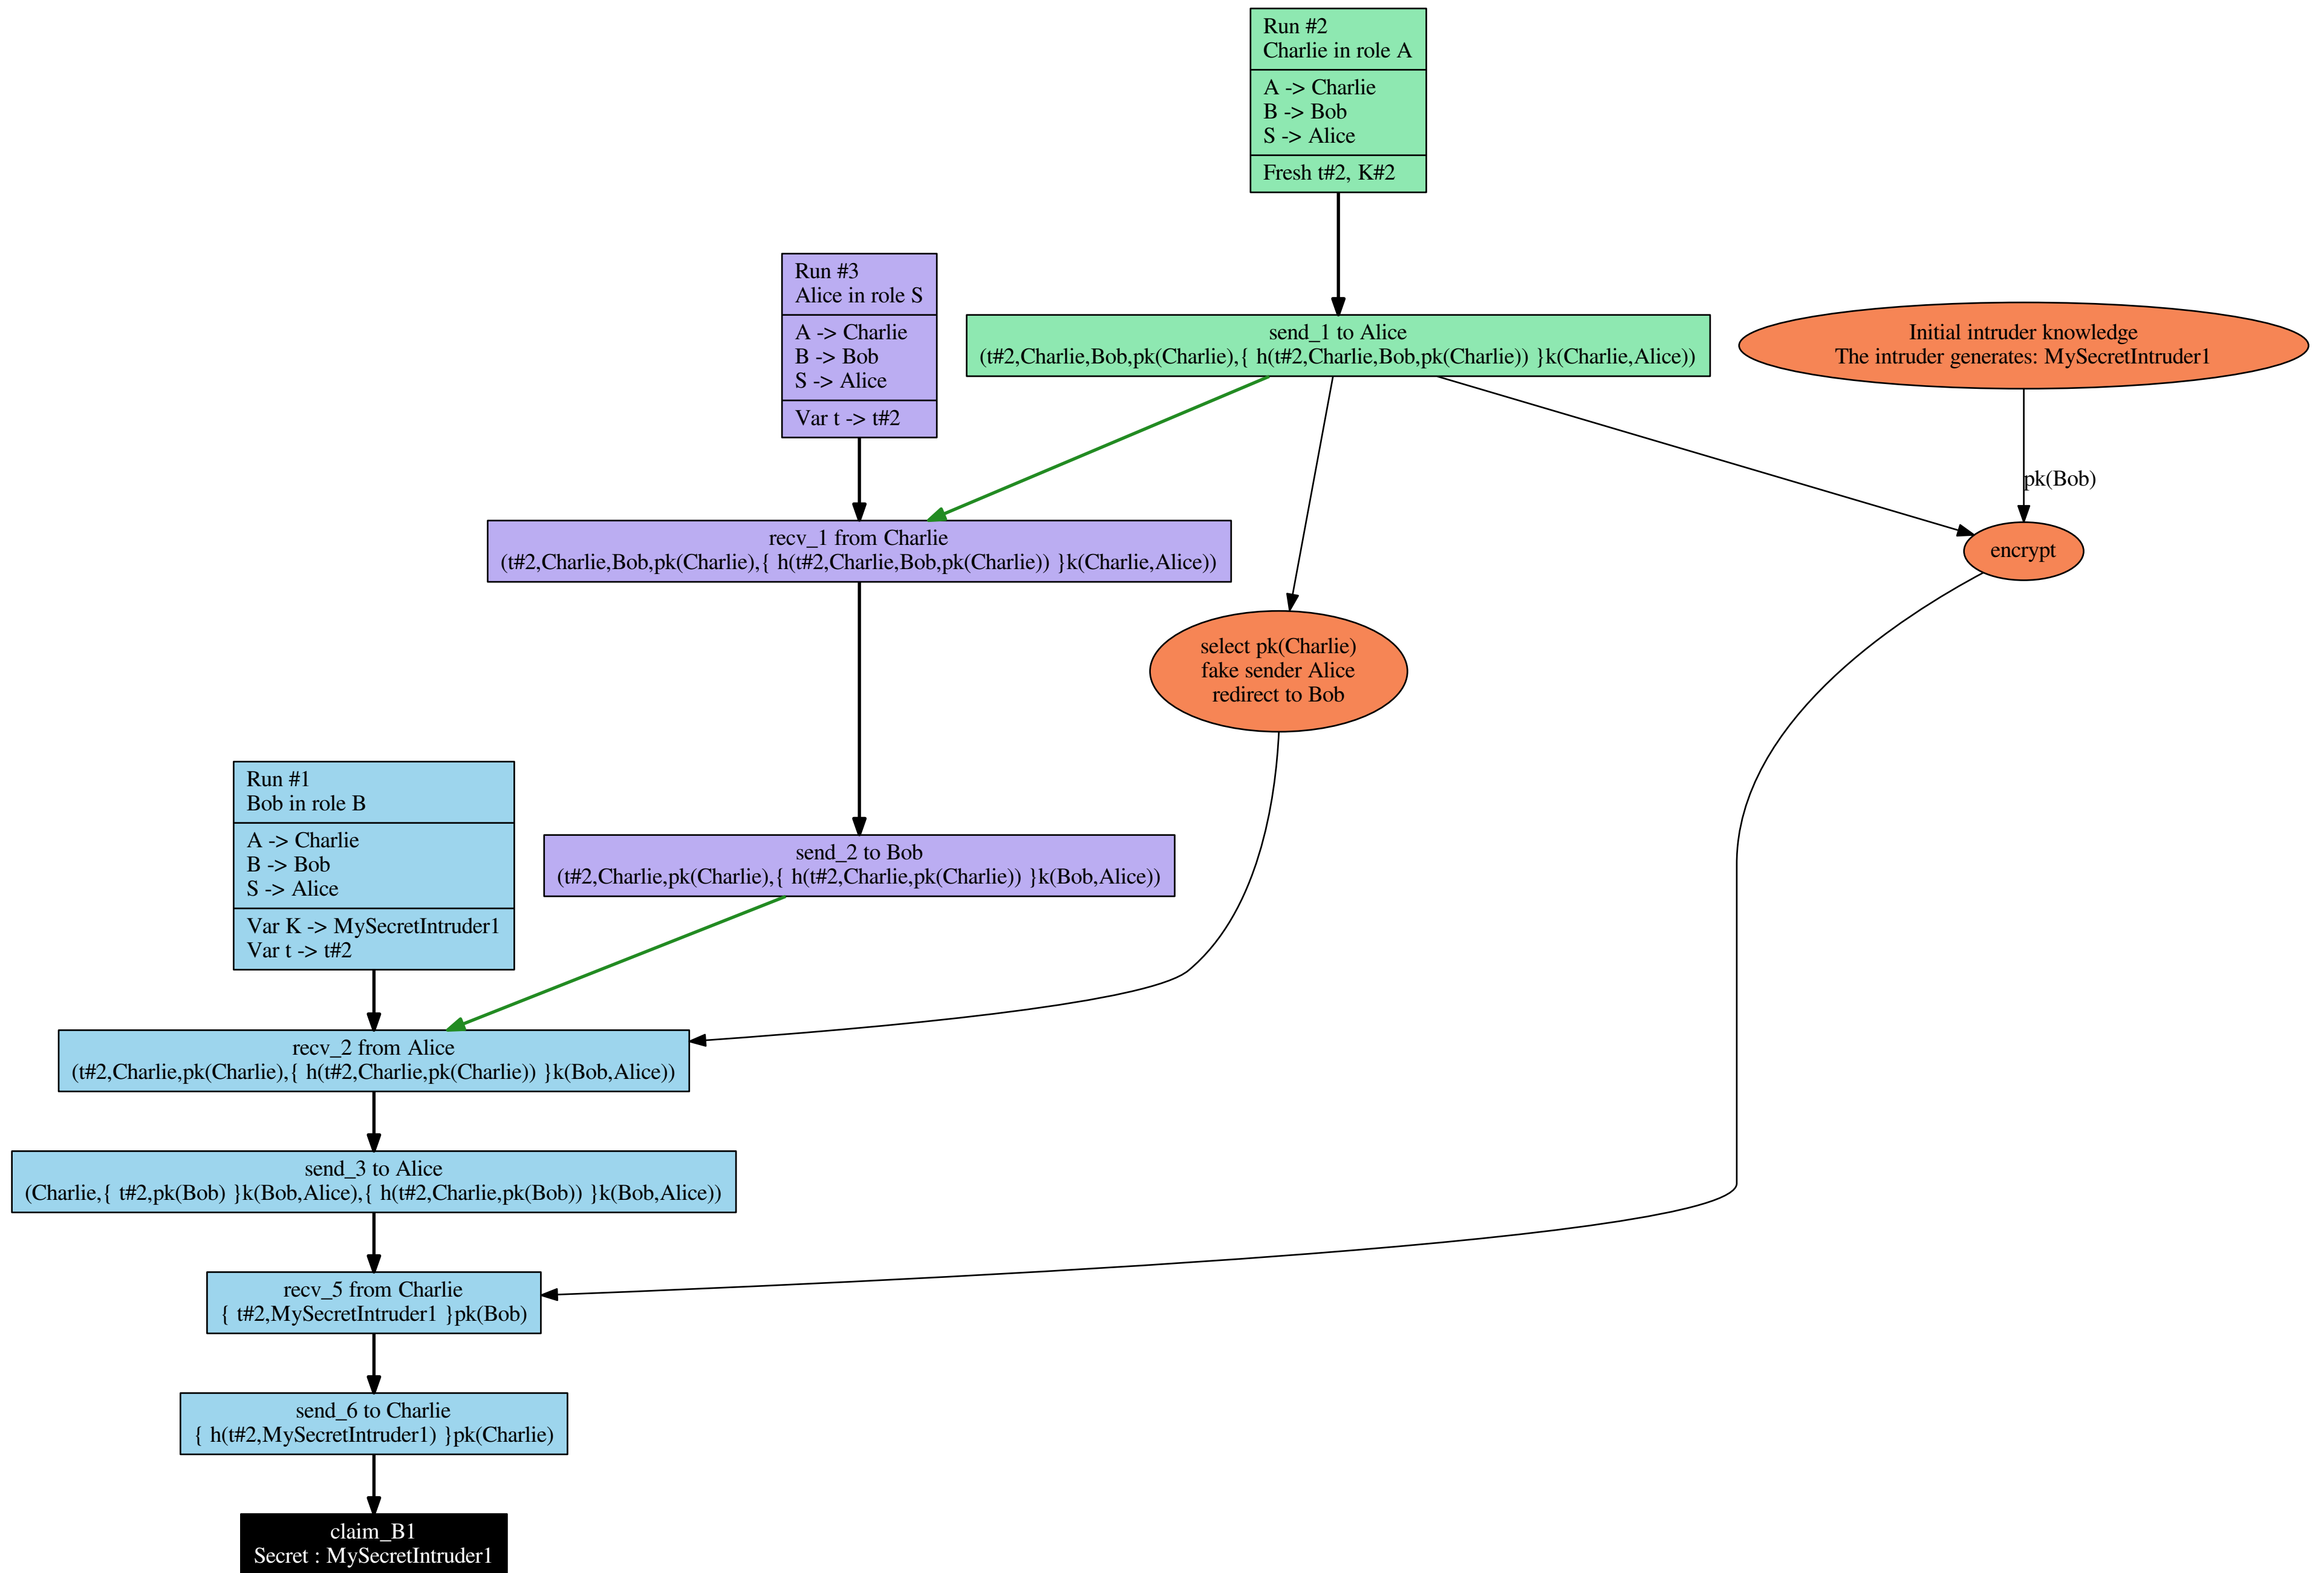 Run #2
Charlie in role A
A -> Charlie
B -> Bob
S -> Alice
Fresh t#2, K#2
Run #3
Alice in role S
A -> Charlie
B -> Bob
S -> Alice
Var t -> t#2
send_1 to Alice
(t#2,Charlie,Bob,pk(Charlie),{ h(t#2,Charlie,Bob,pk(Charlie)) }k(Charlie,Alice))
Initial intruder knowledge
The intruder generates: MySecretIntruder1
pk(Bob)
recv_1 from Charlie
(t#2,Charlie,Bob,pk(Charlie),{ h(t#2,Charlie,Bob,pk(Charlie)) }k(Charlie,Alice))
encrypt
select pk(Charlie)
fake sender Alice
redirect to Bob
Run #1
Bob in role B
A -> Charlie
B -> Bob
S -> Alice
Var K -> MySecretIntruder1
Var t -> t#2
send_2 to Bob
(t#2,Charlie,pk(Charlie),{ h(t#2,Charlie,pk(Charlie)) }k(Bob,Alice))
recv_2 from Alice
(t#2,Charlie,pk(Charlie),{ h(t#2,Charlie,pk(Charlie)) }k(Bob,Alice))
send_3 to Alice
(Charlie,{ t#2,pk(Bob) }k(Bob,Alice),{ h(t#2,Charlie,pk(Bob)) }k(Bob,Alice))
recv_5 from Charlie
{ t#2,MySecretIntruder1 }pk(Bob)
send_6 to Charlie
{ h(t#2,MySecretIntruder1) }pk(Charlie)
claim_B1
Secret : MySecretIntruder1